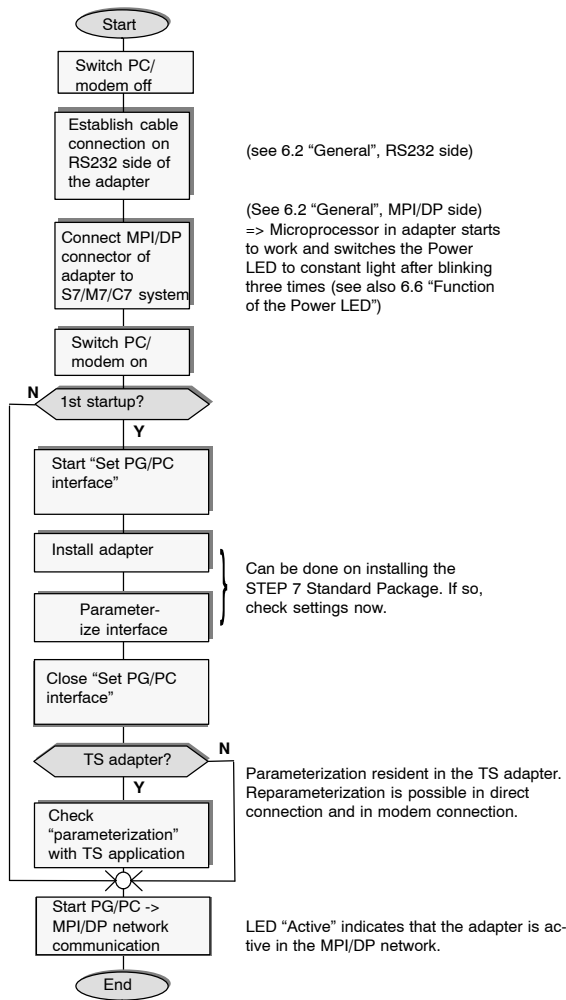 Start
Switch PC/
modem off
Establish cable
connection on
RS232 side of
the adapter
(see 6.2 “General”, RS232 side)
Connect MPI/DP
connector of
adapter to
S7/M7/C7 system
(See 6.2 “General”, MPI/DP side)
=> Microprocessor in adapter starts
to work and switches the Power
LED to constant light after blinking
three times (see also 6.6 “Function
of the Power LED”)
Switch PC/
modem on
N
1st startup?
Y
Start “Set PG/PC
interface”
Install adapter
Parameter-
ize interface
Can be done on installing the
STEP 7 Standard Package. If so,
check settings now.
Close “Set PG/PC
interface”
TS adapter?
N
Y
Parameterization resident in the TS adapter.
Reparameterization is possible in direct
connection and in modem connection.
Check
“parameterization”
with TS application
Start PG/PC ->
MPI/DP network
communication
LED “Active” indicates that the adapter is ac-
tive in the MPI/DP network.
End